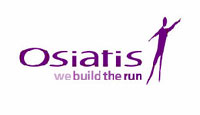 Osiatis
we build the run